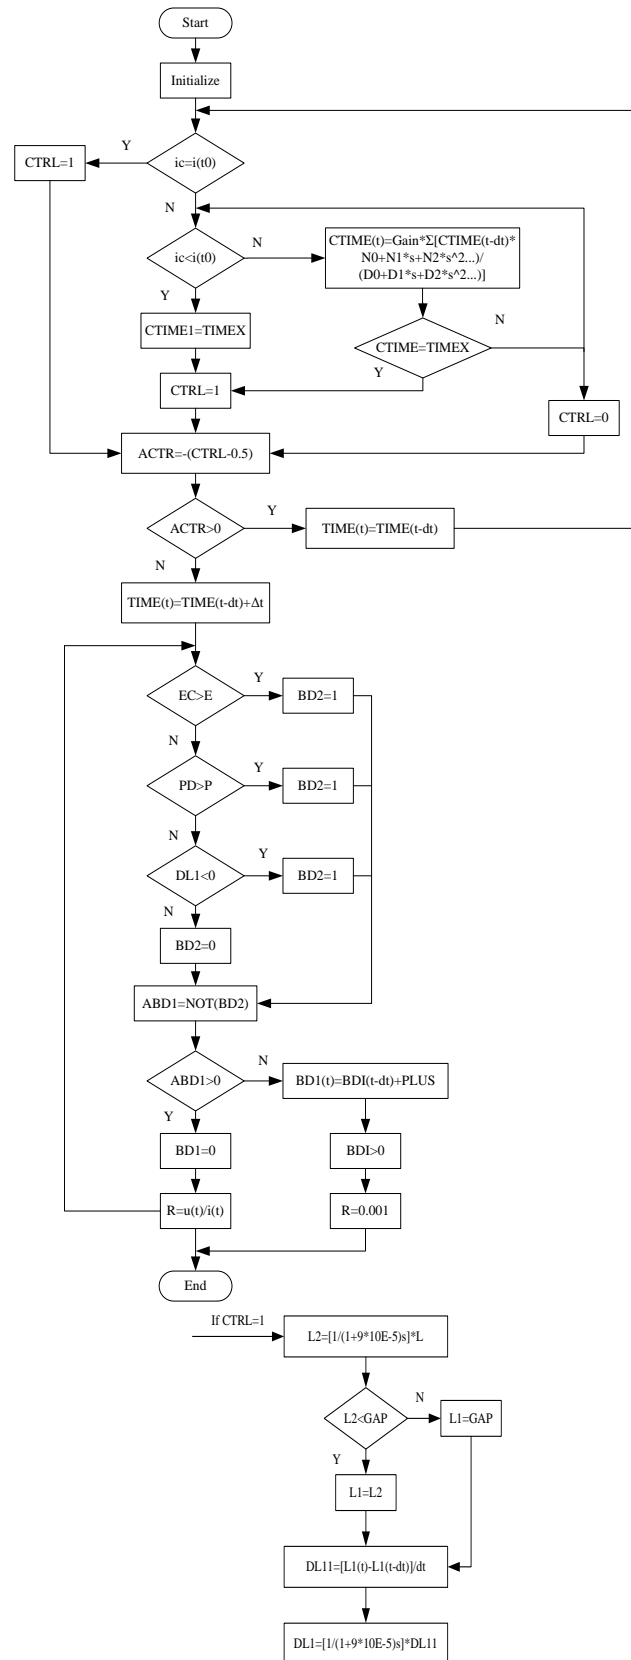 Start
Initialize
ic=i(t0)
Y
CTRL=1
N
ic<i(t0)
N
CTIME(t)=Gain*Σ[CTIME(t-dt)*
N0+N1*s+N2*s^2...)/
(D0+D1*s+D2*s^2...)]
Y
CTIME1=TIMEX
CTIME=TIMEX
N
Y
CTRL=1
CTRL=0
ACTR=-(CTRL-0.5)
ACTR>0
Y
TIME(t)=TIME(t-dt)
N
TIME(t)=TIME(t-dt)+Δt
EC>E
Y
BD2=1
N
PD>P
Y
BD2=1
N
DL1<0
Y
BD2=1
N
BD2=0
ABD1=NOT(BD2)
ABD1>0
N
BD1(t)=BDI(t-dt)+PLUS
Y
BD1=0
BDI>0
R=u(t)/i(t)
R=0.001
End
If CTRL=1
L2=[1/(1+9*10E-5)s]*L
L2<GAP
N
L1=GAP
Y
L1=L2
DL11=[L1(t)-L1(t-dt)]/dt
DL1=[1/(1+9*10E-5)s]*DL11